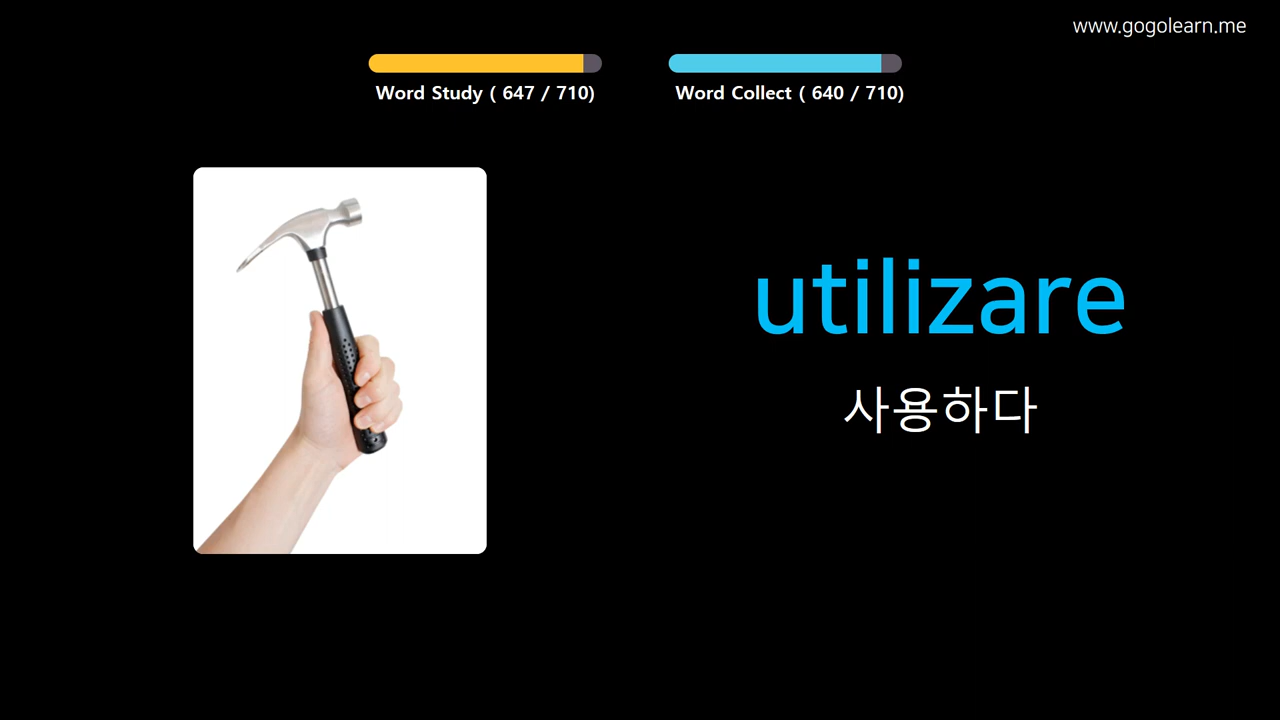 www.gogolearn.me
Word Study ( 647 / 710)
Word Collect ( 640 / 710)
utilizare
사용하다